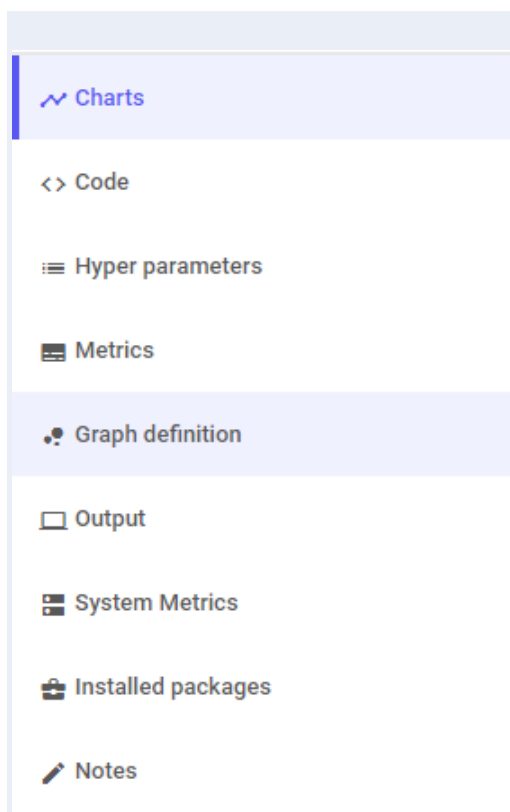 Charts
Code
Hyper parameters
Metrics
Graph definition
Output
System Metrics
Installed packages
Notes